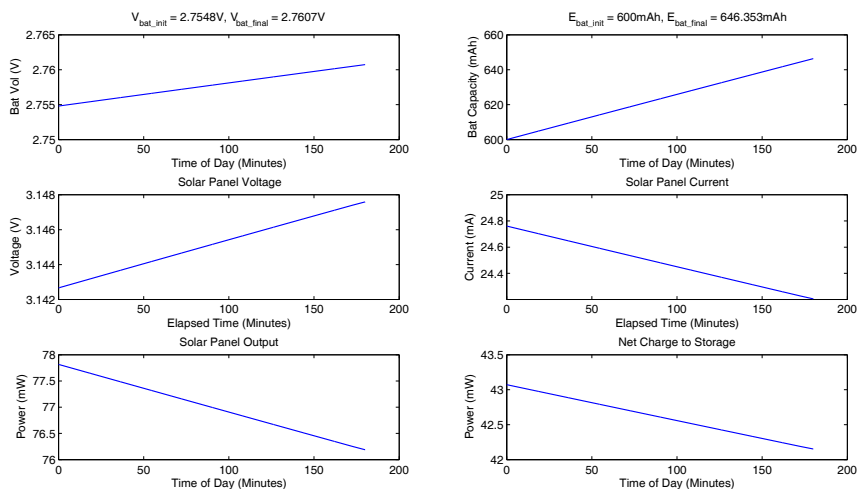 V_bat_init = 2.7548V, V_bat_final = 2.7607V
2.765
2.76
2.755
2.75
Bat Vol (V)
0 50 100 150 200
Time of Day (Minutes)
E_bat_init = 600mAh, E_bat_final = 646.353mAh
660
640
620
600
Bat Capacity (mAh)
0 50 100 150 200
Time of Day (Minutes)
Solar Panel Voltage
3.148
3.146
3.144
3.142
Voltage (V)
0 50 100 150 200
Elapsed Time (Minutes)
Solar Panel Current
25
24.8
24.6
24.4
Current (mA)
0 50 100 150 200
Elapsed Time (Minutes)
Solar Panel Output
78
77.5
77
76.5
76
Power (mW)
0 50 100 150 200
Time of Day (Minutes)
Net Charge to Storage
43.5
43
42.5
42
Power (mW)
0 50 100 150 200
Time of Day (Minutes)